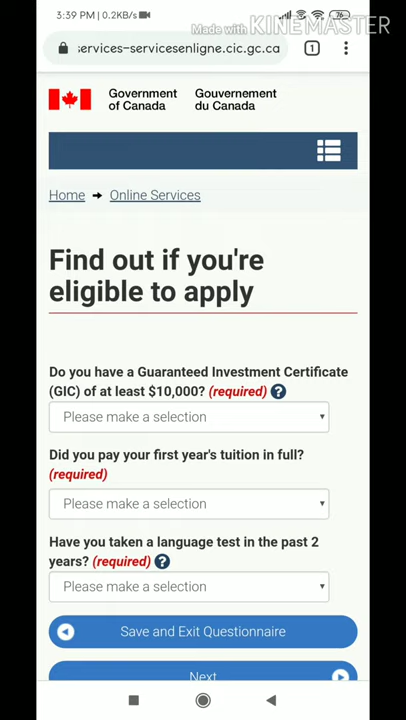 3:39 PM | 0.2KB/s
Made with KINEMASTER
76
services-servicesenligne.cic.gc.ca
1
Government of Canada
Gouvernement du Canada
Home → Online Services
Find out if you're
eligible to apply
Do you have a Guaranteed Investment Certificate
(GIC) of at least $10,000? (required) ?
Please make a selection
Did you pay your first year's tuition in full?
(required)
Please make a selection
Have you taken a language test in the past 2
years? (required) ?
Please make a selection
Save and Exit Questionnaire
Next